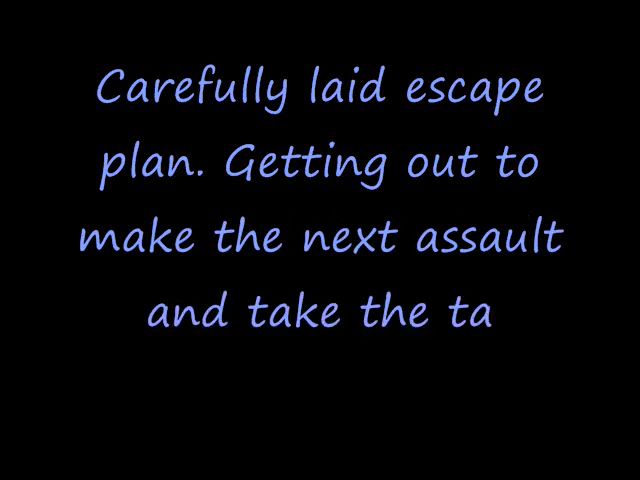 Carefully laid escape
plan. Getting out to
make the next assault
and take the ta